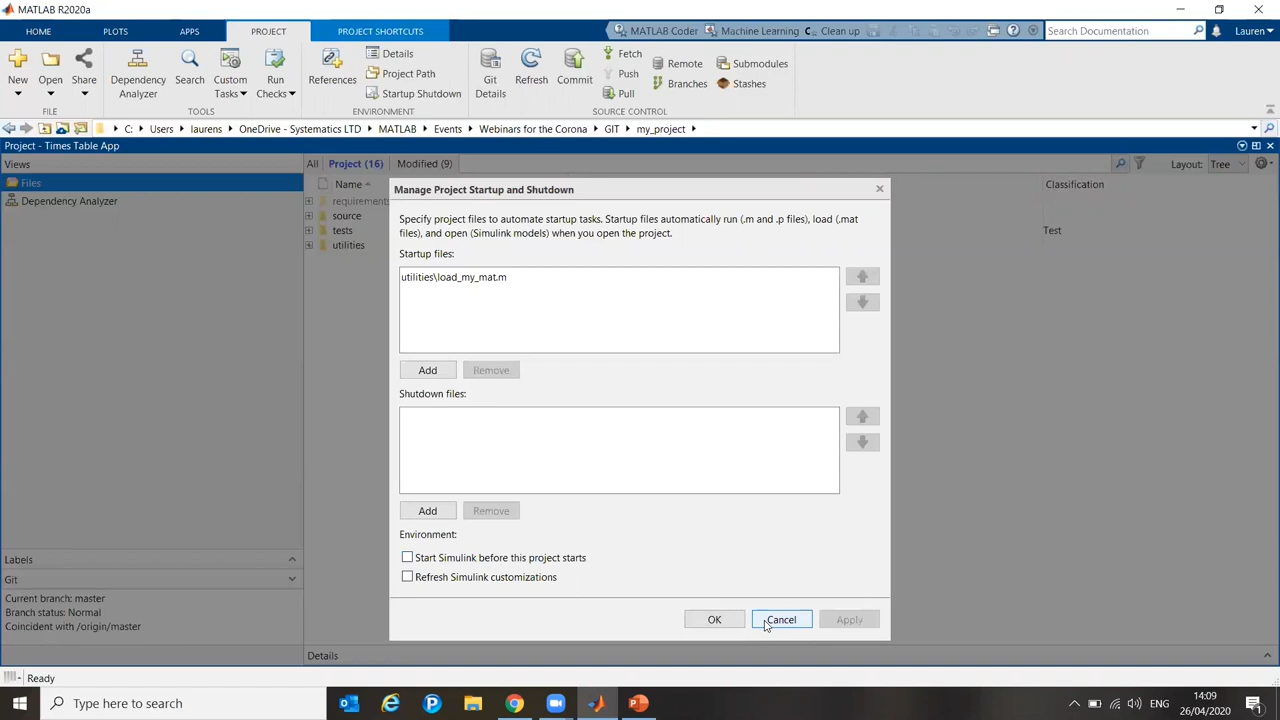 MATLAB R2020a
HOME PLOTS APPS PROJECT PROJECT SHORTCUTS MATLAB Coder Machine Learning Clean up Search Documentation Lauren
New Open Share Dependency Analyzer Search Custom Tasks Run Checks References Details Project Path Startup Shutdown Git Details Refresh Commit Fetch Push Pull Remote Branches Submodules Stashes
FILE TOOLS ENVIRONMENT SOURCE CONTROL
C: Users laurens OneDrive - Systematics LTD MATLAB Events Webinars for the Corona GIT my_project
Project - Times Table App
Views All Project (16) Modified (9) Layout: Tree
Files Name Classification
Dependency Analyzer requirements
source
tests Test
utilities
Manage Project Startup and Shutdown
Specify project files to automate startup tasks. Startup files automatically run (.m and .p files), load (.mat
files), and open (Simulink models) when you open the project.
Startup files:
utilities\load_my_mat.m
Add Remove
Shutdown files:
Add Remove
Environment:
Start Simulink before this project starts
Refresh Simulink customizations
OK Cancel Apply
Labels
Git
Current branch: master
Branch status: Normal
Coincident with /origin/master
Details
Ready
Type here to search ENG 14:09
26/04/2020 1